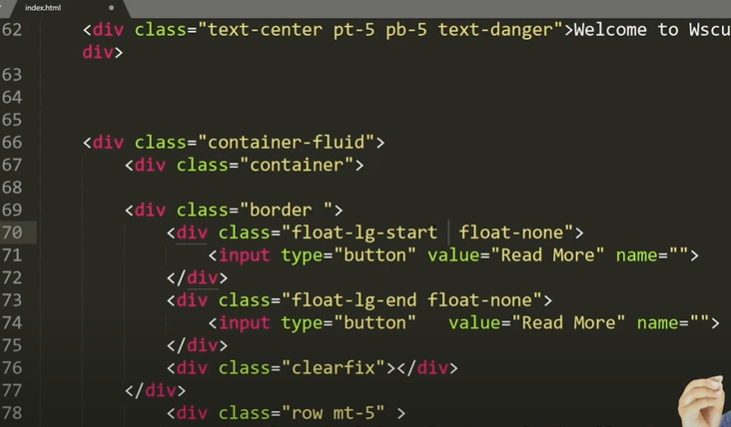 index.html
62 <div class="text-center pt-5 pb-5 text-danger">Welcome to Wscu
div>
63
64
65
66 <div class="container-fluid">
67 <div class="container">
68
69 <div class="border ">
70 <div class="float-lg-start  float-none">
71 <input type="button" value="Read More" name="">
72 </div>
73 <div class="float-lg-end float-none">
74 <input type="button"   value="Read More" name="">
75 </div>
76 <div class="clearfix"></div>
77 </div>
78 <div class="row mt-5" >